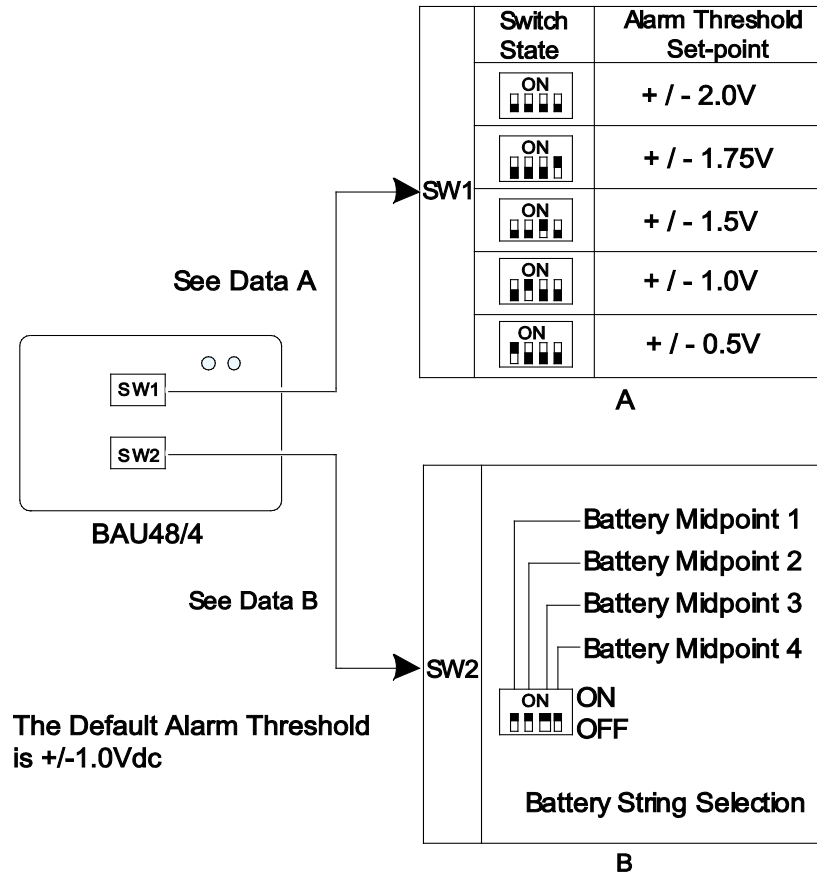 Switch State
Alarm Threshold Set-point
SW1
ON
+ / - 2.0V
ON
+ / - 1.75V
ON
+ / - 1.5V
ON
+ / - 1.0V
ON
+ / - 0.5V
A
See Data A
SW1
SW2
BAU48/4
See Data B
The Default Alarm Threshold
is +/-1.0Vdc
SW2
Battery Midpoint 1
Battery Midpoint 2
Battery Midpoint 3
Battery Midpoint 4
ON
ON
OFF
Battery String Selection
B